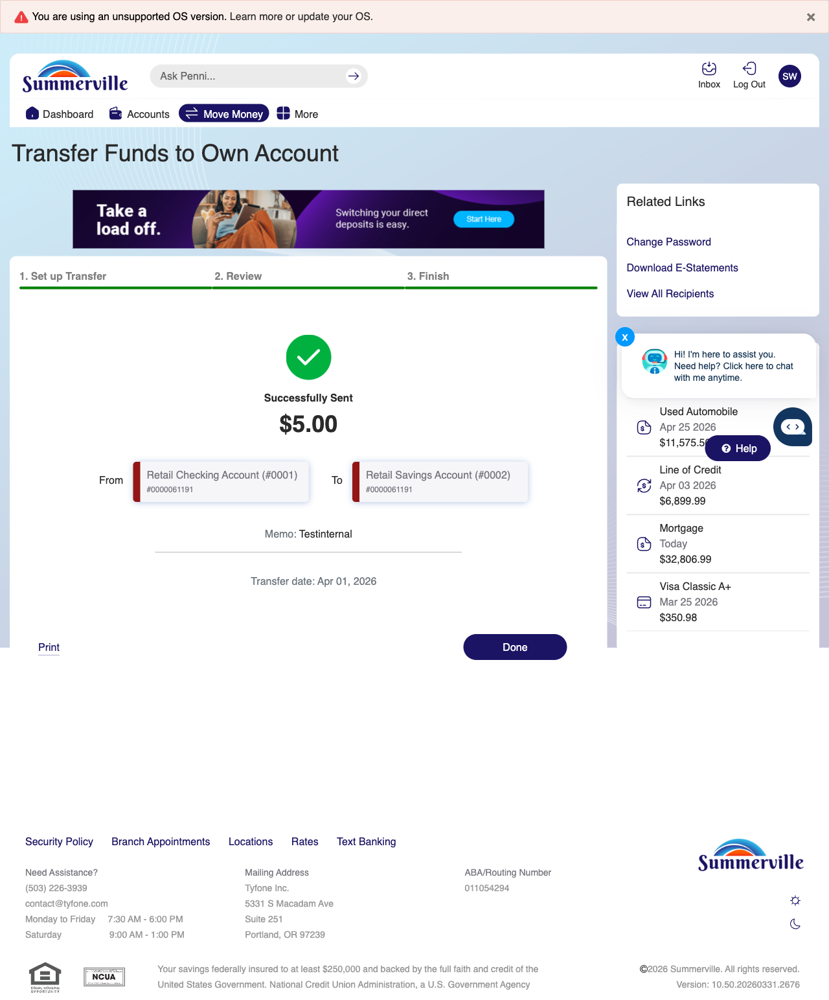 You are using an unsupported OS version. Learn more or update your OS.
Summerville
Ask Penni...
Inbox
Log Out
SW
Dashboard
Accounts
Move Money
More
Transfer Funds to Own Account
Take a
load off.
Switching your direct
deposits is easy.
Start Here
Related Links
Change Password
Download E-Statements
View All Recipients
1. Set up Transfer
2. Review
3. Finish
Successfully Sent
$5.00
From
Retail Checking Account (#0001)
#0000061191
To
Retail Savings Account (#0002)
#0000061191
Memo: Testinternal
Transfer date: Apr 01, 2026
Print
Done
x
Hi! I'm here to assist you.
Need help? Click here to chat
with me anytime.
Used Automobile
Apr 25 2026
$11,575.5
Help
Line of Credit
Apr 03 2026
$6,899.99
Mortgage
Today
$32,806.99
Visa Classic A+
Mar 25 2026
$350.98
Security Policy
Branch Appointments
Locations
Rates
Text Banking
Summerville
Need Assistance?
(503) 226-3939
contact@tyfone.com
Monday to Friday 7:30 AM - 6:00 PM
Saturday 9:00 AM - 1:00 PM
Mailing Address
Tyfone Inc.
5331 S Macadam Ave
Suite 251
Portland, OR 97239
ABA/Routing Number
011054294
EQUAL HOUSING
OPPORTUNITY
NCUA
Your savings federally insured to at least $250,000 and backed by the full faith and credit of the
United States Government. National Credit Union Administration, a U.S. Government Agency
©2026 Summerville. All rights reserved.
Version: 10.50.20260331.2676